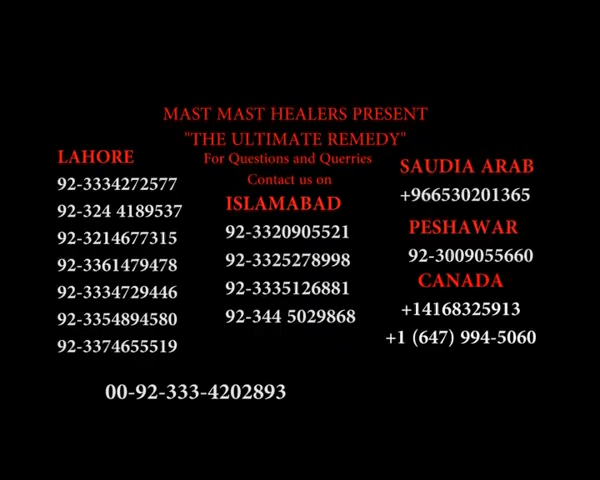 MAST MAST HEALERS PRESENT
"THE ULTIMATE REMEDY"
For Questions and Querries
Contact us on
LAHORE
92-3334272577
92-324 4189537
92-3214677315
92-3361479478
92-3334729446
92-3354894580
92-3374655519
ISLAMABAD
92-3320905521
92-3325278998
92-3335126881
92-344 5029868
SAUDIA ARAB
+966530201365
PESHAWAR
92-3009055660
CANADA
+14168325913
+1 (647) 994-5060
00-92-333-4202893